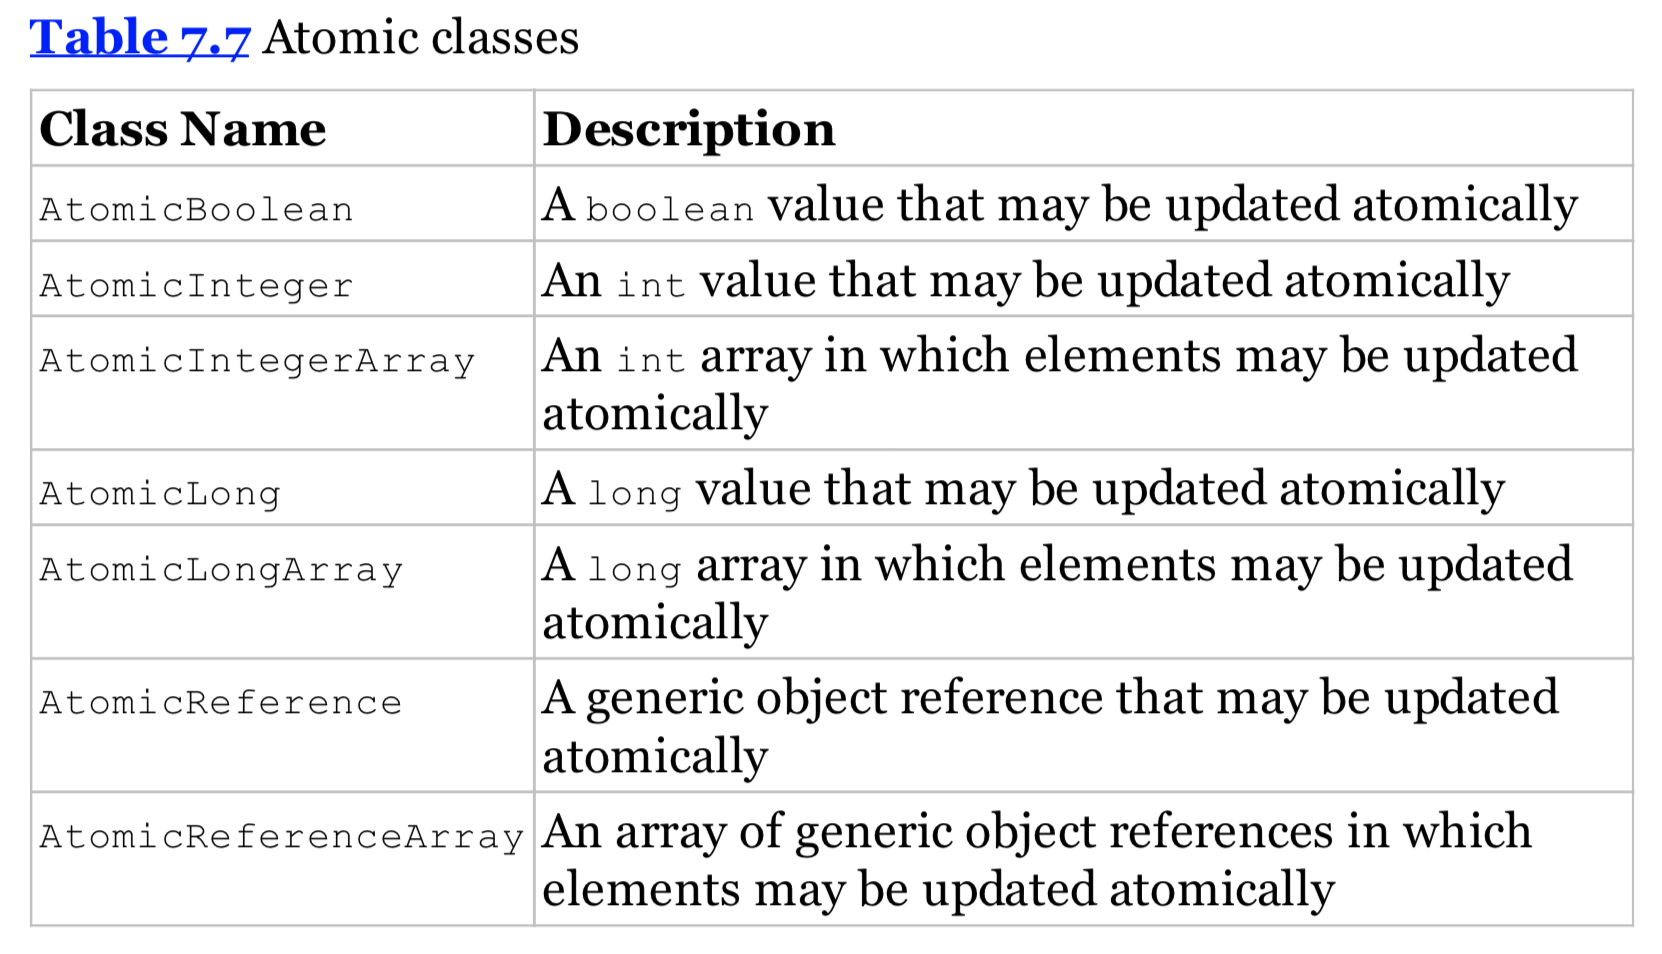 Table 7.7 Atomic classes
Class Name Description
AtomicBoolean A boolean value that may be updated atomically
AtomicInteger An int value that may be updated atomically
AtomicIntegerArray An int array in which elements may be updated
atomically
AtomicLong A long value that may be updated atomically
AtomicLongArray A long array in which elements may be updated
atomically
AtomicReference A generic object reference that may be updated
atomically
AtomicReferenceArray An array of generic object references in which
elements may be updated atomically